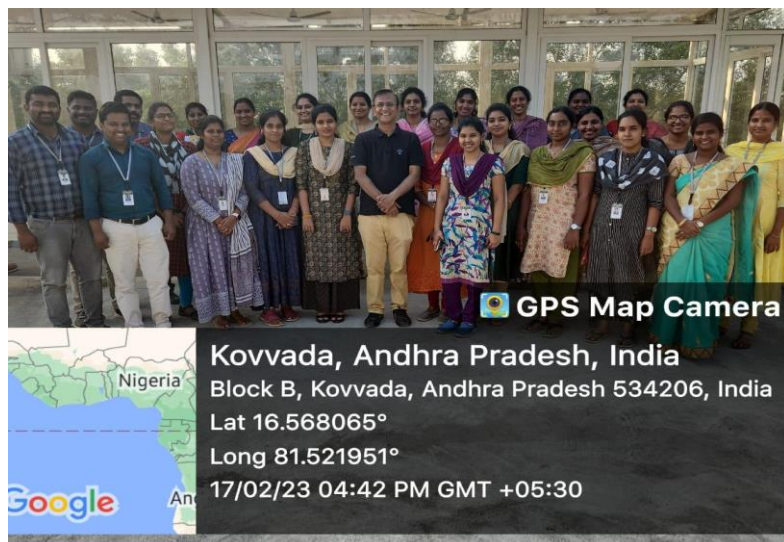 GPS Map Camera
Nigeria
Google
An
Kovvada, Andhra Pradesh, India
Block B, Kovvada, Andhra Pradesh 534206, India
Lat 16.568065°
Long 81.521951°
17/02/23 04:42 PM GMT +05:30